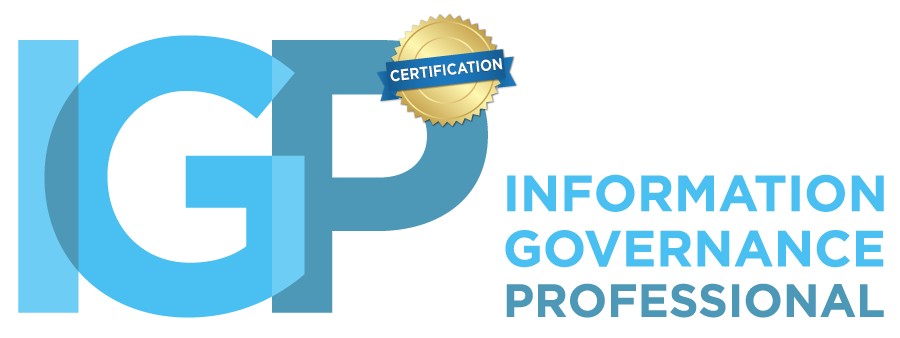 IGP
CERTIFICATION
INFORMATION
GOVERNANCE
PROFESSIONAL